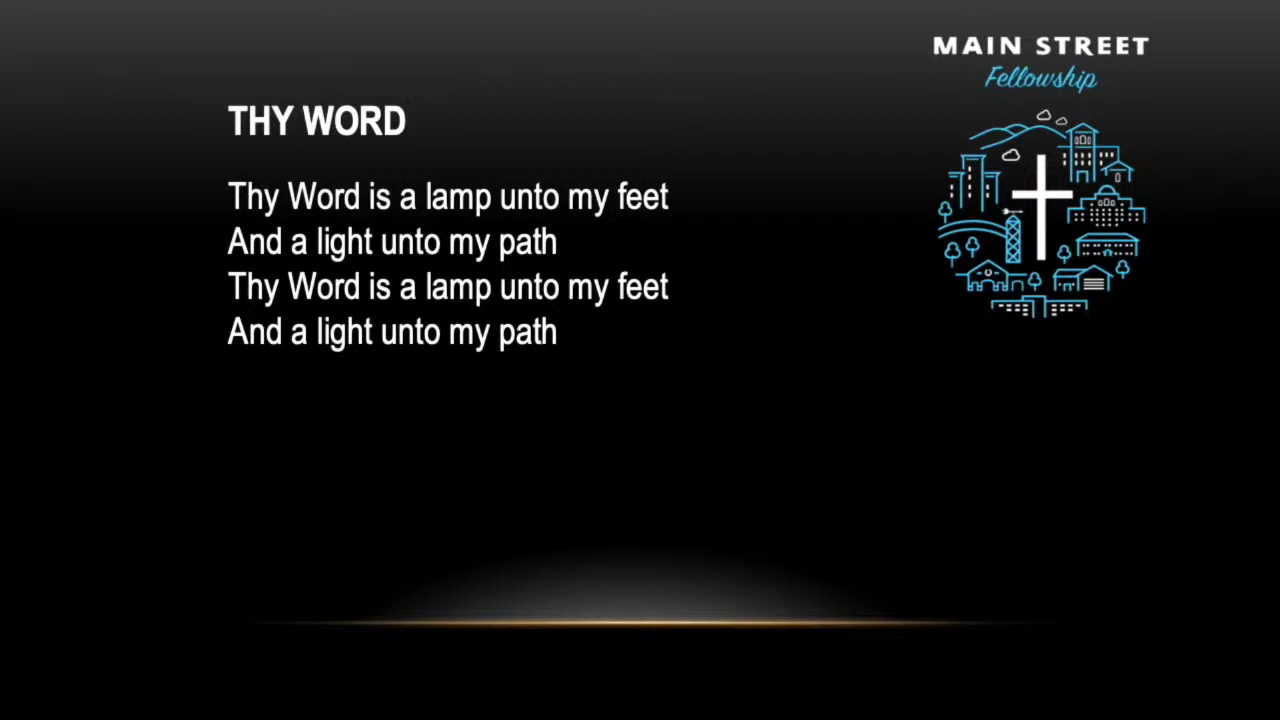 MAIN STREET
Fellowship
THY WORD
Thy Word is a lamp unto my feet
And a light unto my path
Thy Word is a lamp unto my feet
And a light unto my path